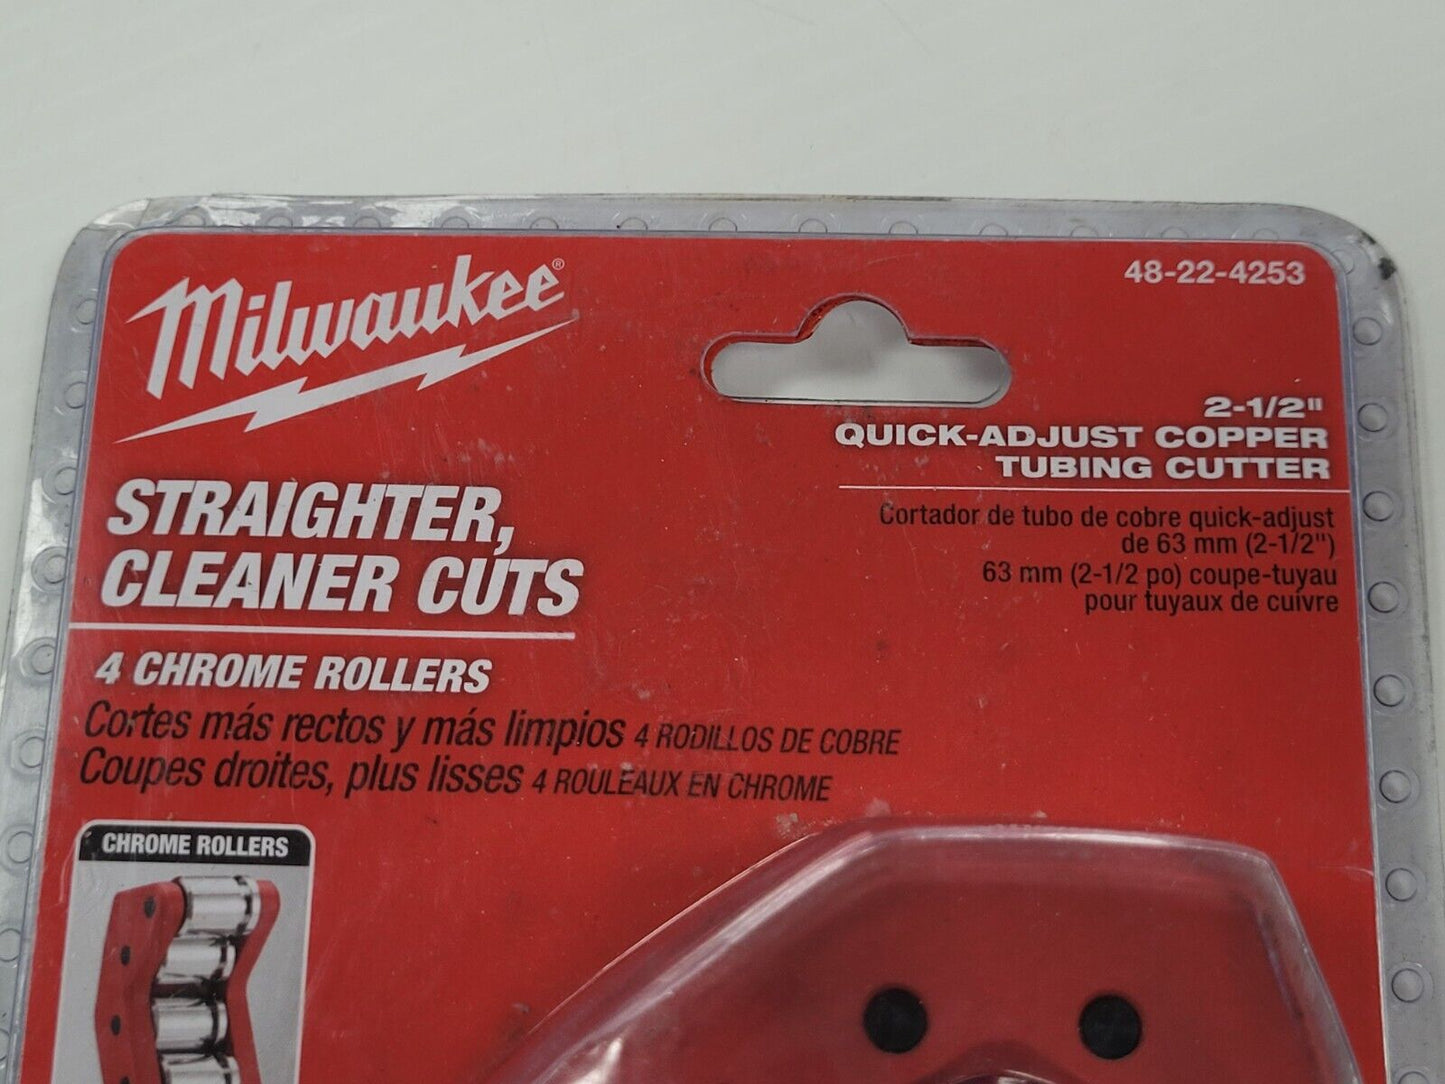 Milwaukee®
48-22-4253
2-1/2"
QUICK-ADJUST COPPER
TUBING CUTTER
Cortador de tubo de cobre quick-adjust
de 63 mm (2-1/2")
63 mm (2-1/2 po) coupe-tuyau
pour tuyaux de cuivre
STRAIGHTER,
CLEANER CUTS
4 CHROME ROLLERS
Cortes más rectos y más limpios 4 RODILLOS DE COBRE
Coupes droites, plus lisses 4 ROULEAUX EN CHROME
CHROME ROLLERS